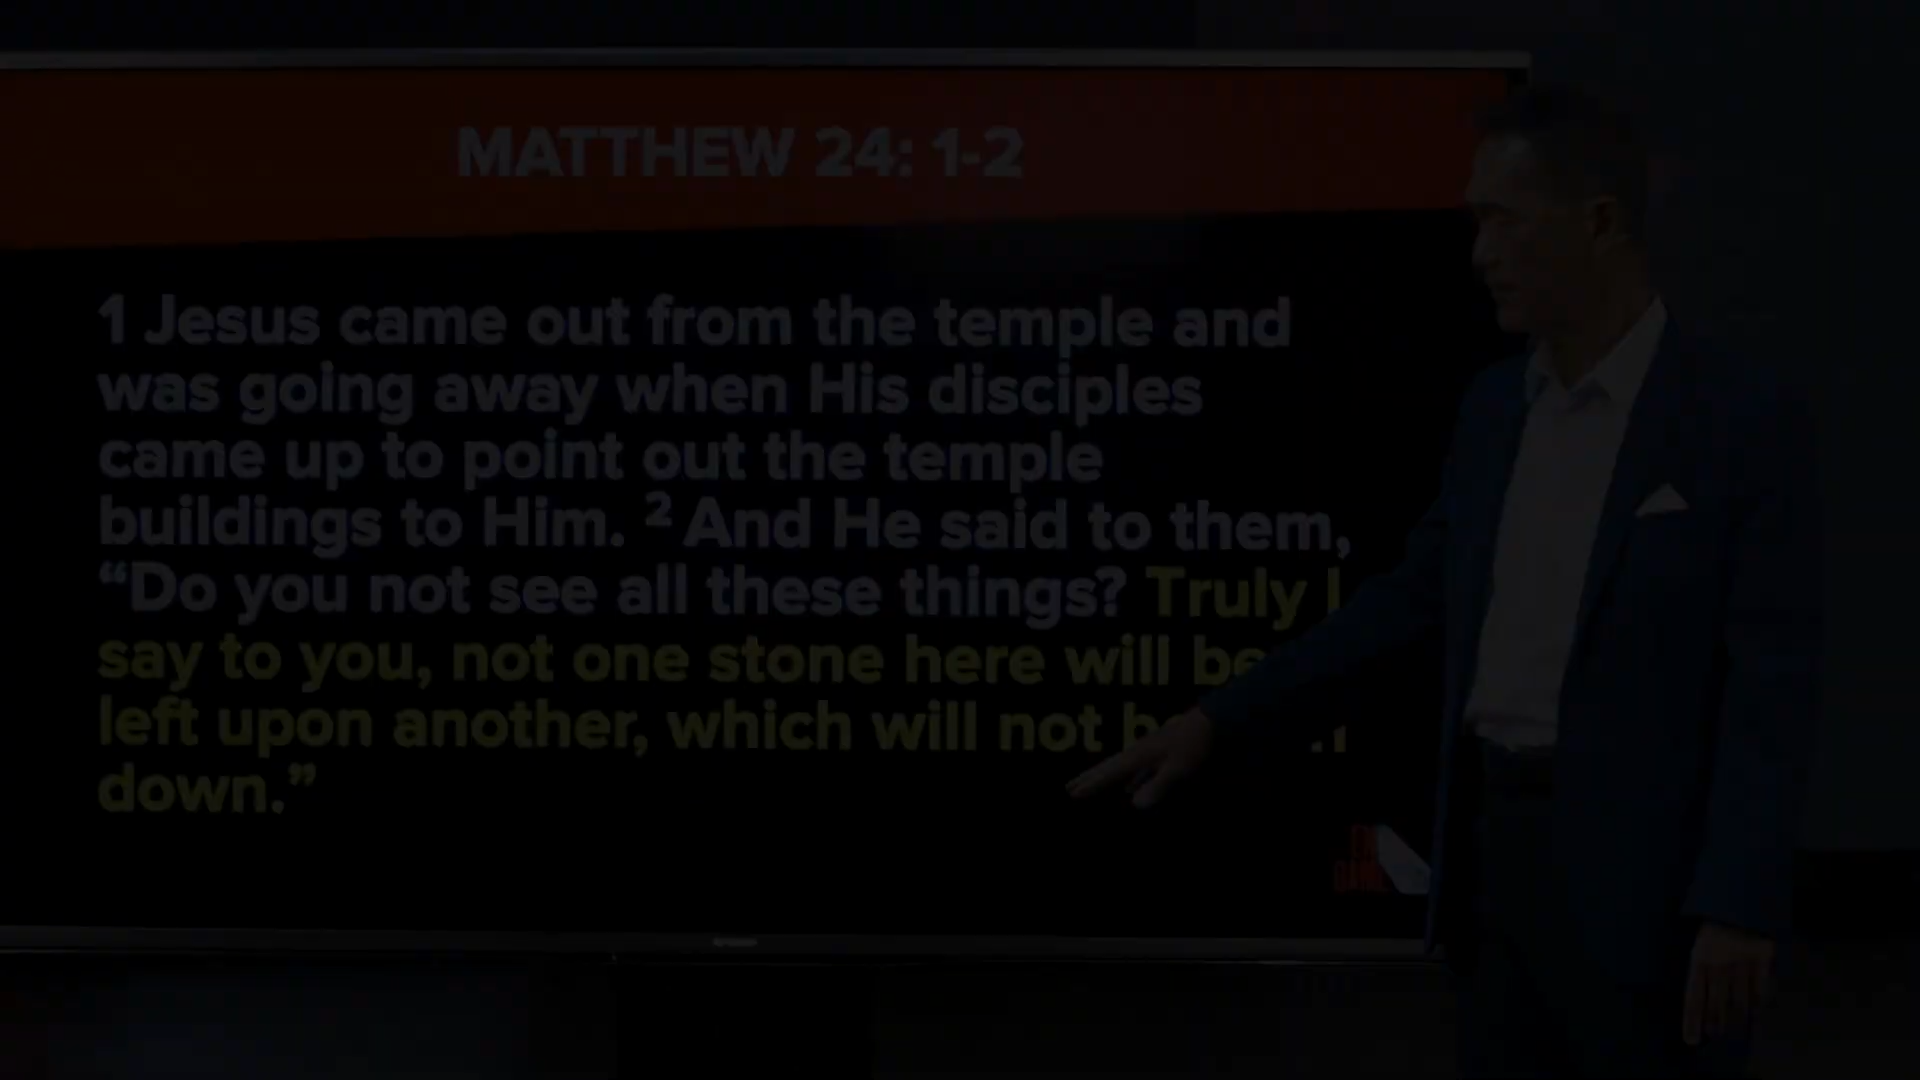 MATTHEW 24: 1-2
1 Jesus came out from the temple and
was going away when His disciples
came up to point out the temple
buildings to Him. 2 And He said to them,
“Do you not see all these things? Truly I
say to you, not one stone here will be
left upon another, which will not
down.”